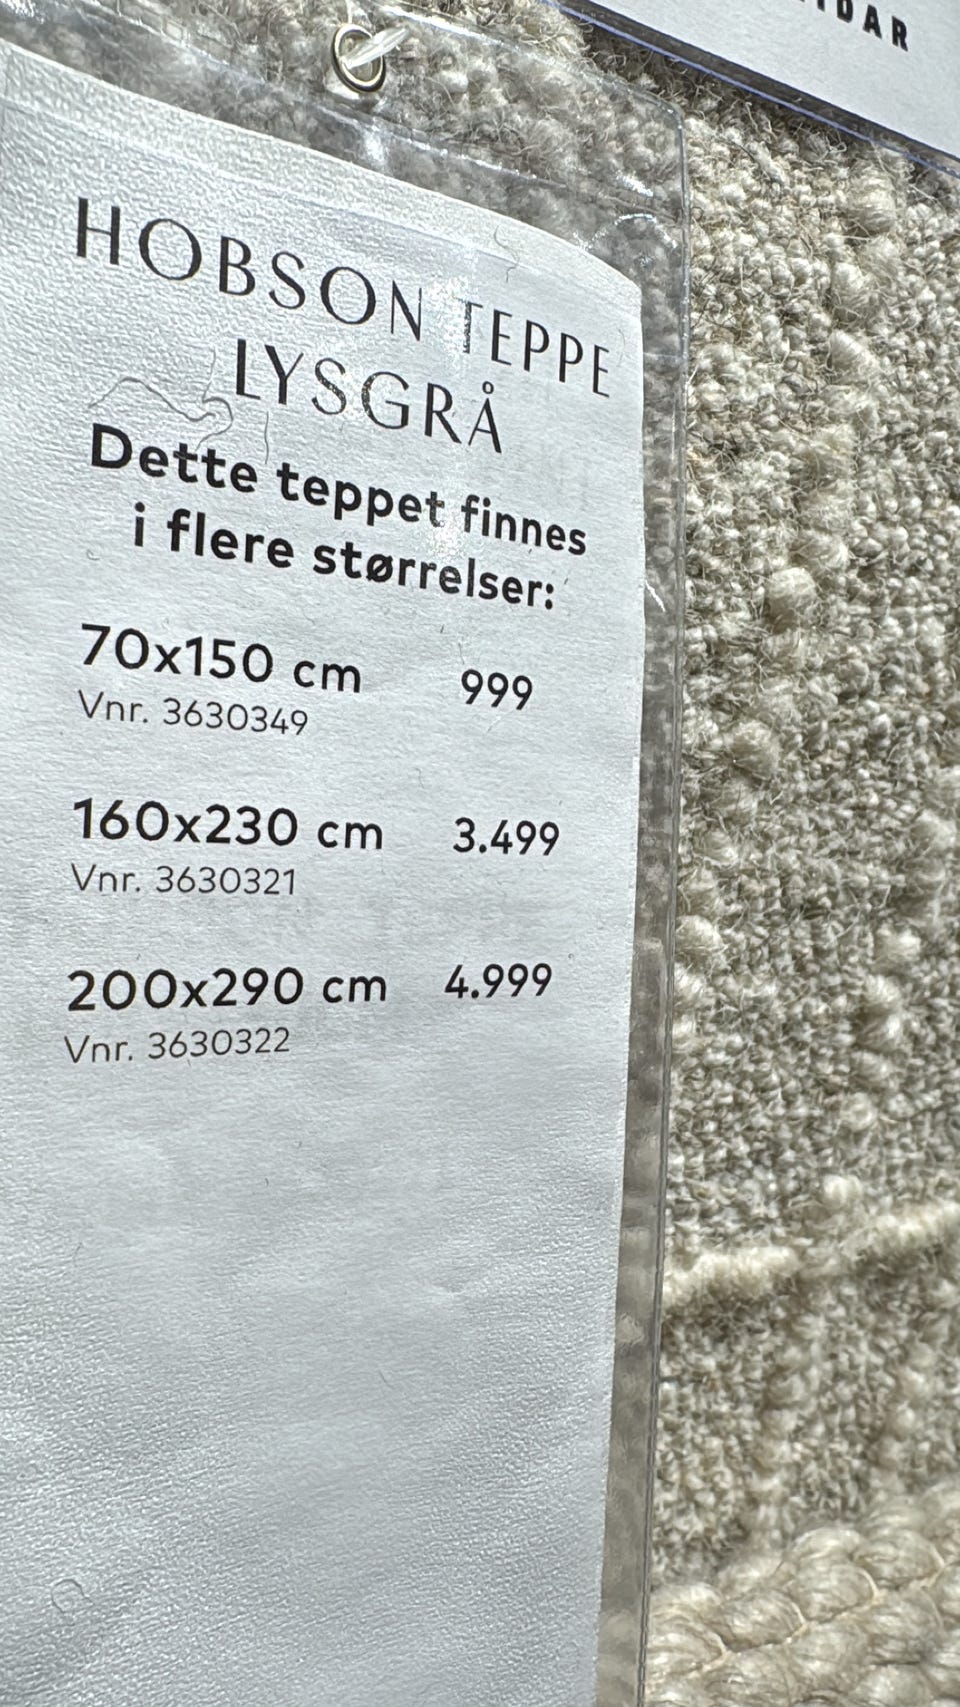 HOBSON TEPPE
LYSGRÅ
Dette teppet finnes
i flere størrelser:
70x150 cm 999
Vnr. 3630349
160x230 cm 3.499
Vnr. 3630321
200x290 cm 4.999
Vnr. 3630322